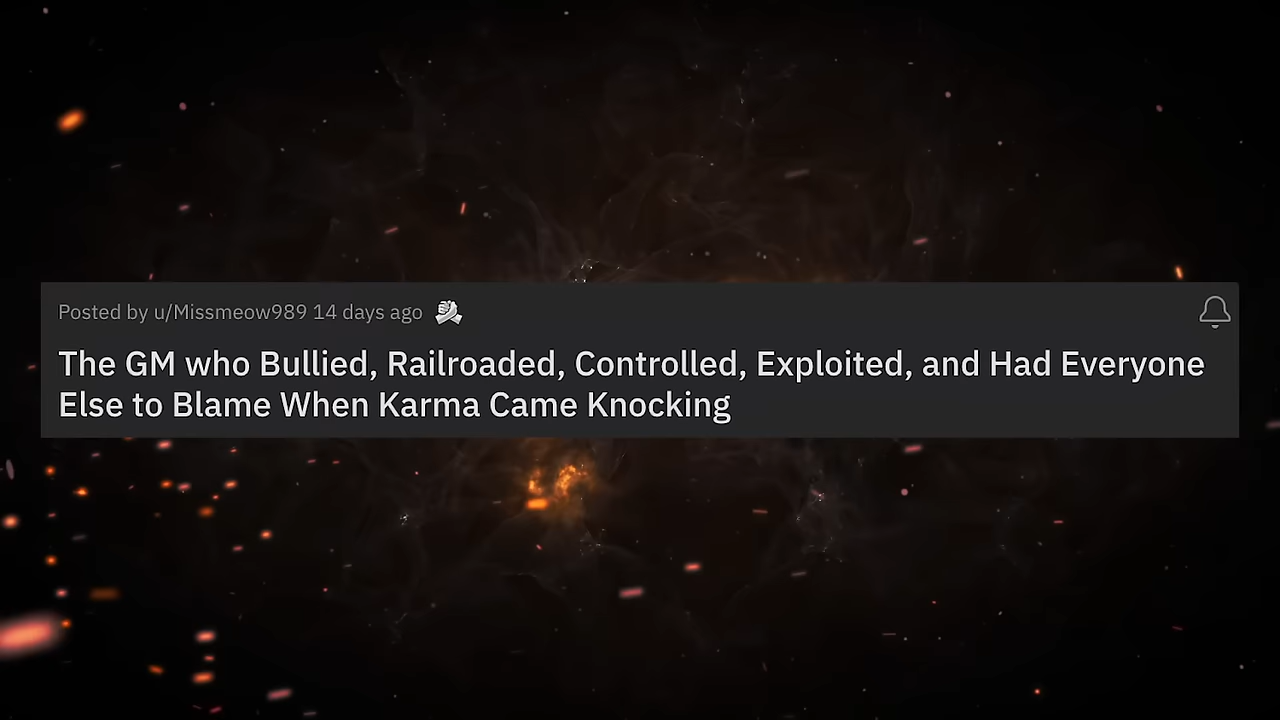 Posted by u/Missmeow989 14 days ago
The GM who Bullied, Railroaded, Controlled, Exploited, and Had Everyone
Else to Blame When Karma Came Knocking